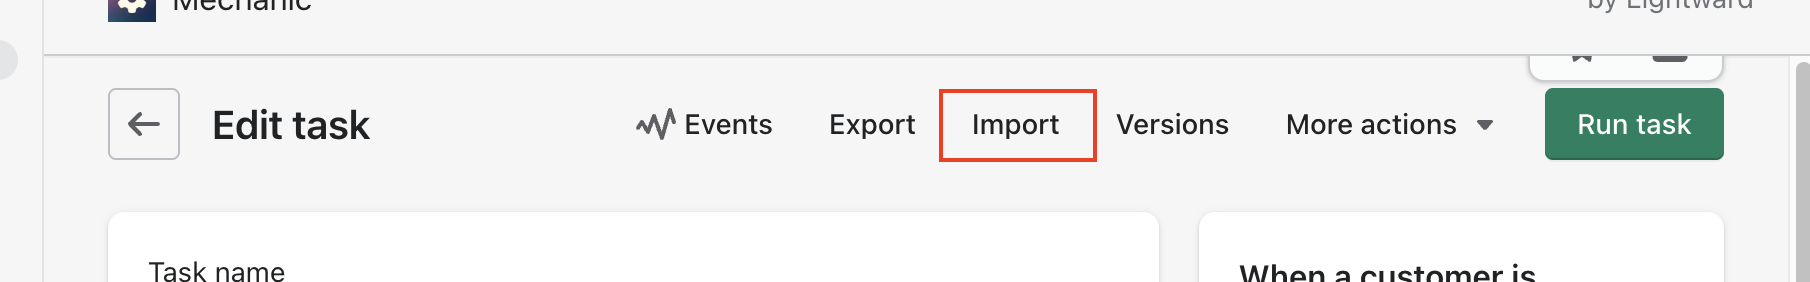 Mechanic
by Lightward
Edit task
Events
Export
Import
Versions
More actions
Run task
Task name
When a customer is